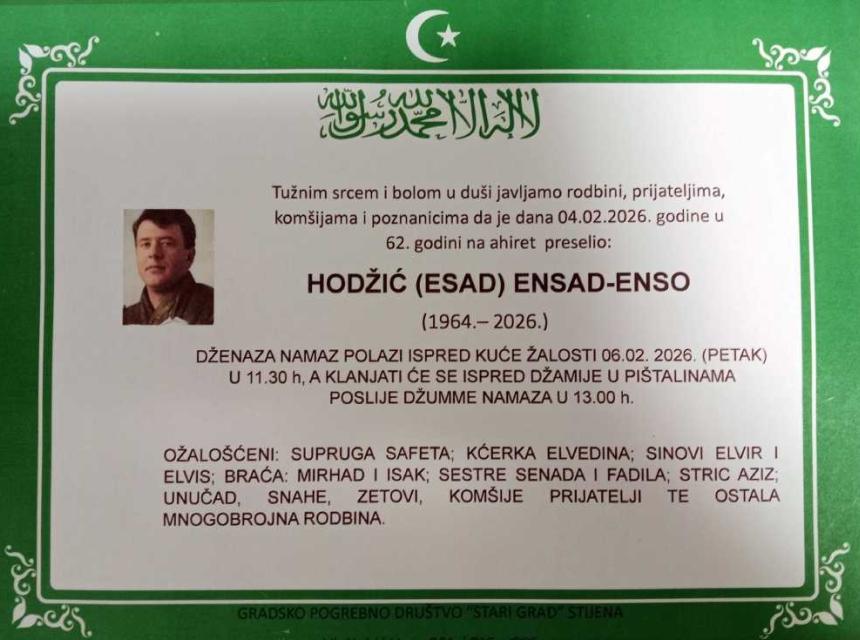 لا إله إلا الله محمد رسول الله
Tužnim srcem i bolom u duši javljamo rodbini, prijateljima,
komšijama i poznanicima da je dana 04.02.2026. godine u
62. godini na ahiret preselio:
HODŽIĆ (ESAD) ENSAD-ENSO
(1964.– 2026.)
DŽENAZA NAMAZ POLAZI ISPRED KUĆE ŽALOSTI 06.02. 2026. (PETAK)
U 11.30 h, A KLANJATI ĆE SE ISPRED DŽAMIJE U PIŠTALINAMA
POSLIJE DŽUMME NAMAZA U 13.00 h.
OŽALOŠĆENI: SUPRUGA SAFETA; KĆERKA ELVEDINA; SINOVI ELVIR I
ELVIS; BRAĆA: MIRHAD I ISAK; SESTRE SENADA I FADILA; STRIC AZIZ;
UNUČAD, SNAHE, ZETOVI, KOMŠIJE PRIJATELJI TE OSTALA
MNOGOBROJNA RODBINA.
GRADSKO POGREBNO DRUŠTVO "STARI GRAD" STIJENA